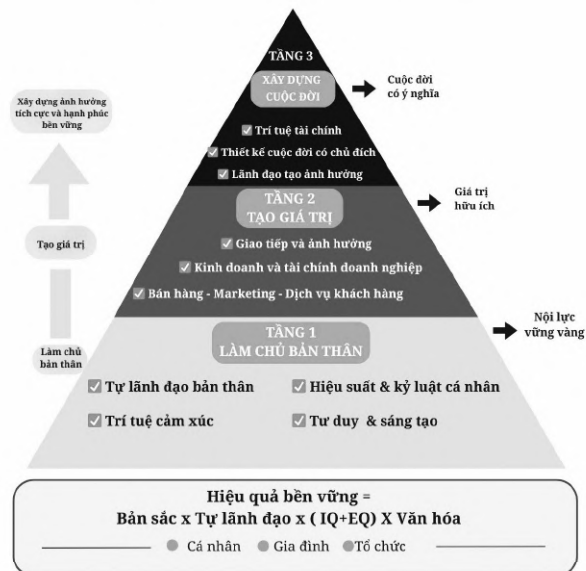 TẦNG 3
XÂY DỰNG
CUỘC ĐỜI
Trí tuệ tài chính
Thiết kế cuộc đời có chủ đích
Lãnh đạo tạo ảnh hưởng
Cuộc đời
có ý nghĩa
Xây dựng ảnh hưởng
tích cực và hạnh phúc
bền vững
TẦNG 2
TẠO GIÁ TRỊ
Giao tiếp và ảnh hưởng
Kinh doanh và tài chính doanh nghiệp
Bán hàng - Marketing - Dịch vụ khách hàng
Giá trị
hữu ích
Tạo giá trị
TẦNG 1
LÀM CHỦ BẢN THÂN
Tự lãnh đạo bản thân
Hiệu suất & kỷ luật cá nhân
Trí tuệ cảm xúc
Tư duy & sáng tạo
Nội lực
vững vàng
Làm chủ
bản thân
Hiệu quả bền vững =
Bản sắc x Tự lãnh đạo x ( IQ+EQ) X Văn hóa
Cá nhân Gia đình Tổ chức